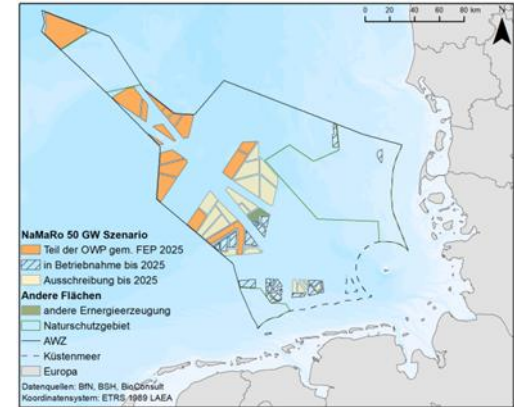 0 20 40 60 80 km
NaMaRo 50 GW Szenario
Teil der OWP gem. FEP 2025
in Betriebnahme bis 2025
Ausschreibung bis 2025
Andere Flächen
andere Ernergieerzeugung
Naturschutzgebiet
AWZ
Küstenmeer
Europa
Datenquellen: BfN, BSH, BioConsult
Koordinatensystem: ETRS 1989 LAEA